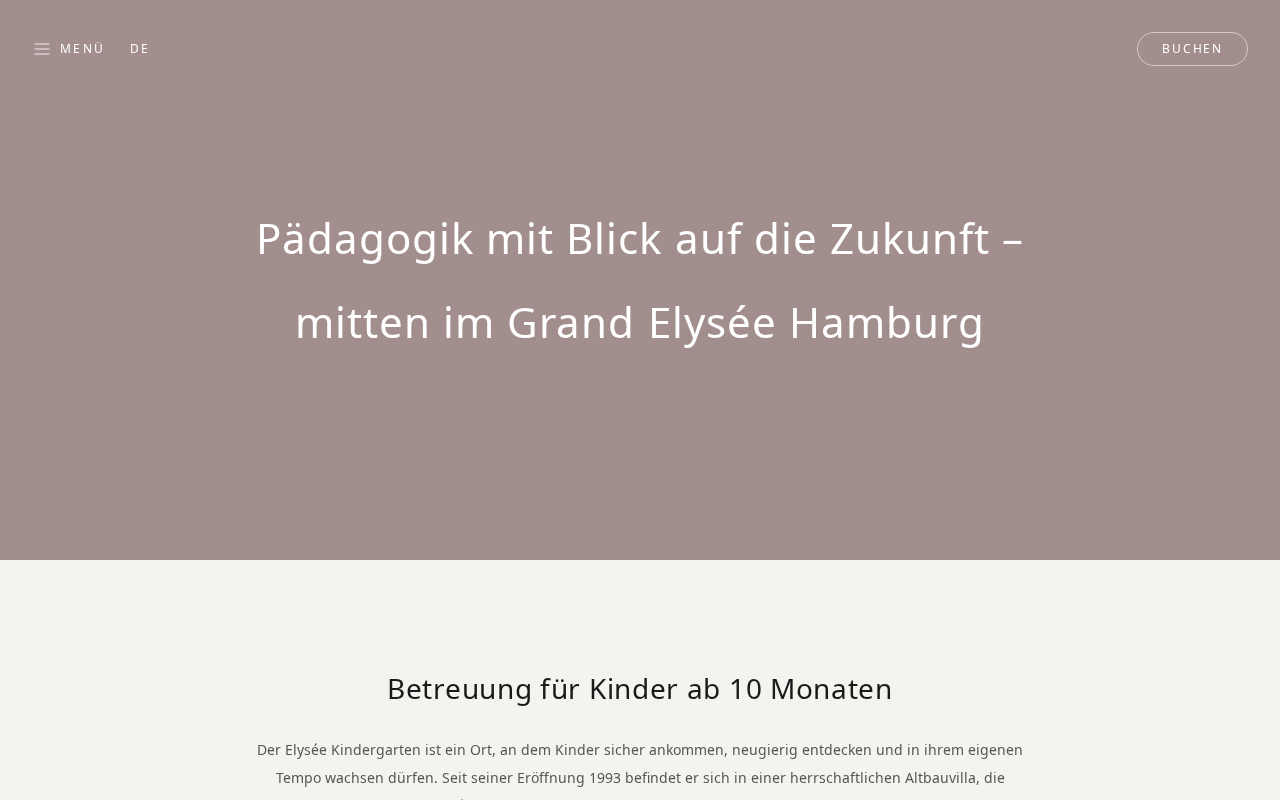 MENÜ DE BUCHEN
Pädagogik mit Blick auf die Zukunft –
mitten im Grand Elysée Hamburg
Betreuung für Kinder ab 10 Monaten
Der Elysée Kindergarten ist ein Ort, an dem Kinder sicher ankommen, neugierig entdecken und in ihrem eigenen
Tempo wachsen dürfen. Seit seiner Eröffnung 1993 befindet er sich in einer herrschaftlichen Altbauvilla, die